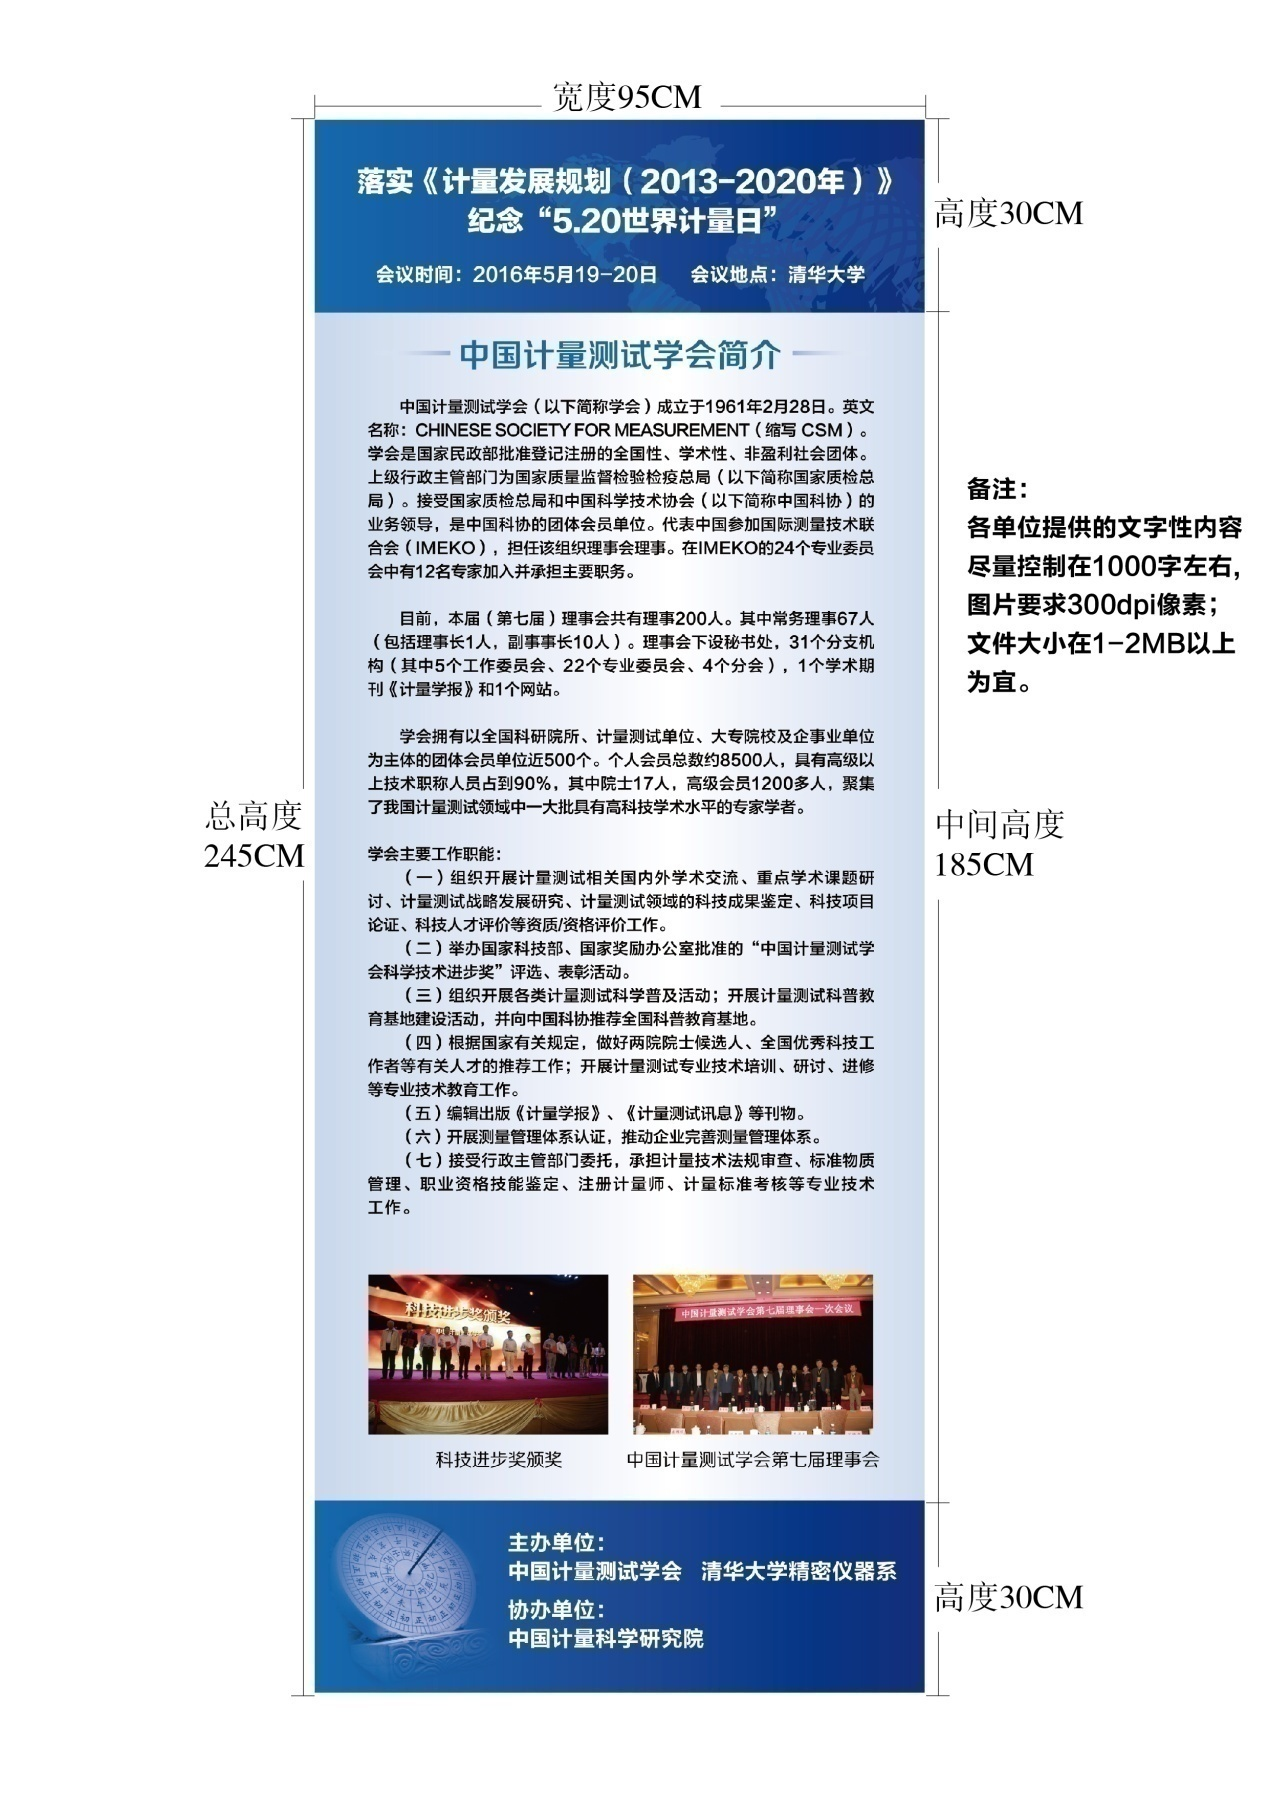 宽度95CM
落实《计量发展规划（2013-2020年）》
纪念“5.20世界计量日”
会议时间：2016年5月19-20日 会议地点：清华大学
高度30CM
中国计量测试学会简介
中国计量测试学会（以下简称学会）成立于1961年2月28日。英文
名称：CHINESE SOCIETY FOR MEASUREMENT（缩写 CSM）。
学会是国家民政部批准登记注册的全国性、学术性、非盈利社会团体。
上级行政主管部门为国家质量监督检验检疫总局（以下简称国家质检总
局）。接受国家质检总局和中国科学技术协会（以下简称中国科协）的
业务领导，是中国科协的团体会员单位。代表中国参加国际测量技术联
合会（IMEKO），担任该组织理事会理事。在IMEKO的24个专业委员
会中有12名专家加入并承担主要职务。
目前，本届（第七届）理事会共有理事200人。其中常务理事67人
（包括理事长1人，副事事长10人）。理事会下设秘书处，31个分支机
构（其中5个工作委员会、22个专业委员会、4个分会），1个学术期
刊《计量学报》和1个网站。
学会拥有以全国科研院所、计量测试单位、大专院校及企事业单位
为主体的团体会员单位近500个。个人会员总数约8500人，具有高级以
上技术职称人员占到90%，其中院士17人，高级会员1200多人，聚集
了我国计量测试领域中一大批具有高科技学术水平的专家学者。
学会主要工作职能：
（一）组织开展计量测试相关国内外学术交流、重点学术课题研
讨、计量测试战略发展研究、计量测试领域的科技成果鉴定、科技项目
论证、科技人才评价等资质/资格评价工作。
（二）举办国家科技部、国家奖励办公室批准的“中国计量测试学
会科学技术进步奖”评选、表彰活动。
（三）组织开展各类计量测试科学普及活动；开展计量测试科普教
育基地建设活动，并向中国科协推荐全国科普教育基地。
（四）根据国家有关规定，做好两院院士候选人、全国优秀科技工
作者等有关人才的推荐工作；开展计量测试专业技术培训、研讨、进修
等专业技术教育工作。
（五）编辑出版《计量学报》、《计量测试讯息》等刊物。
（六）开展测量管理体系认证，推动企业完善测量管理体系。
（七）接受行政主管部门委托，承担计量技术法规审查、标准物质
管理、职业资格技能鉴定、注册计量师、计量标准考核等专业技术
工作。
备注：
各单位提供的文字性内容
尽量控制在1000字左右，
图片要求300dpi像素；
文件大小在1-2MB以上
为宜。
总高度
245CM
中间高度
185CM
科技进步奖颁奖
中国计量测试学会第七届理事会一次会议
科技进步奖颁奖
中国计量测试学会第七届理事会
主办单位：
中国计量测试学会 清华大学精密仪器系
协办单位：
中国计量科学研究院
高度30CM